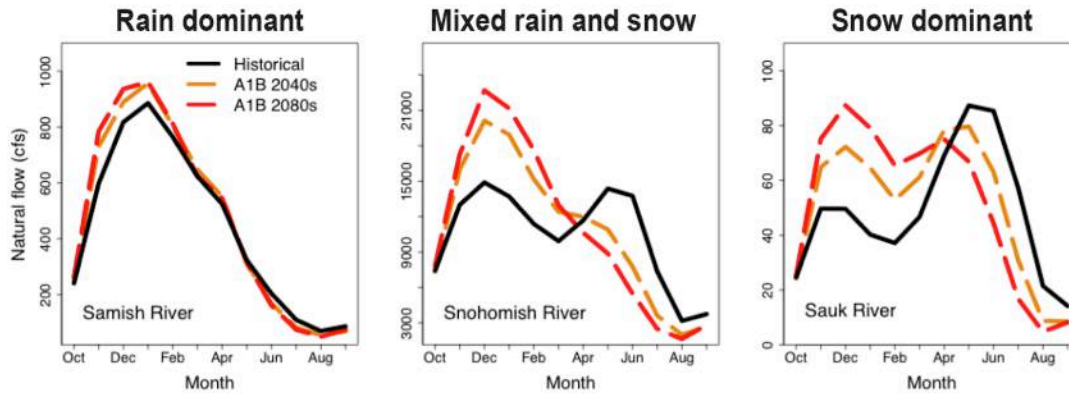 Rain dominant
Mixed rain and snow
Snow dominant
Historical
A1B 2040s
A1B 2080s
Natural flow (cfs)
1000
800
600
400
200
Samish River
Oct Dec Feb Apr Jun Aug
Month
21000
15000
9000
3000
Snohomish River
Oct Dec Feb Apr Jun Aug
Month
100
80
60
40
20
0
Sauk River
Oct Dec Feb Apr Jun Aug
Month